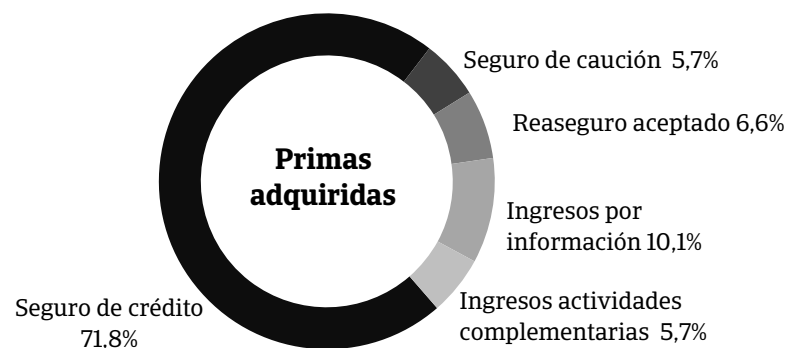 Seguro de caución 5,7%
Reaseguro aceptado 6,6%
Primas
adquiridas
Ingresos por
información 10,1%
Seguro de crédito
71,8%
Ingresos actividades
complementarias 5,7%